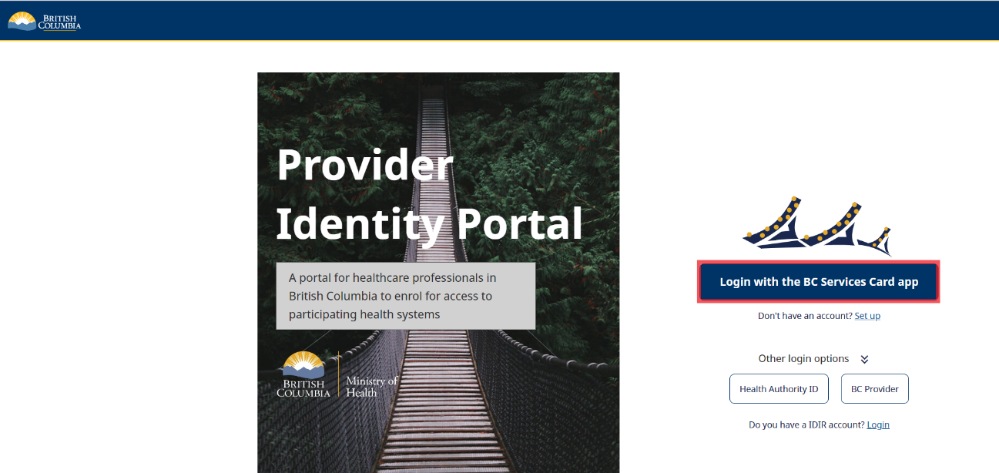 BRITISH
COLUMBIA
Provider
Identity Portal
A portal for healthcare professionals in
British Columbia to enrol for access to
participating health systems
BRITISH
COLUMBIA
Ministry of
Health
Login with the BC Services Card app
Don't have an account? Set up
Other login options
Health Authority ID
BC Provider
Do you have a IDIR account? Login